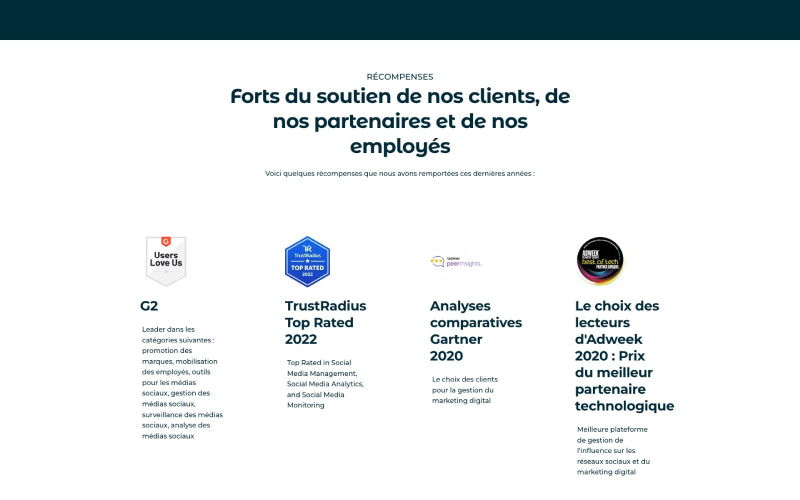 RÉCOMPENSES
Forts du soutien de nos clients, de
nos partenaires et de nos
employés
Voici quelques récompenses que nous avons remportées ces dernières années :
G
Users
Love Us
G2
Leader dans les
catégories suivantes :
promotion des
marques, mobilisation
des employés, outils
pour les médias
sociaux, gestion des
médias sociaux,
surveillance des médias
sociaux, analyse des
médias sociaux
TR
TrustRadius
TOP RATED
2022
TrustRadius
Top Rated
2022
Top Rated in Social
Media Management,
Social Media Analytics,
and Social Media
Monitoring
Gartner
peerinsights.
Analyses
comparatives
Gartner
2020
Le choix des clients
pour la gestion du
marketing digital
ADWEEK
best of tech
PARTNER AWARDS
Le choix des
lecteurs
d'Adweek
2020 : Prix
du meilleur
partenaire
technologique
Meilleure plateforme
de gestion de
l'influence sur les
réseaux sociaux et du
marketing digital